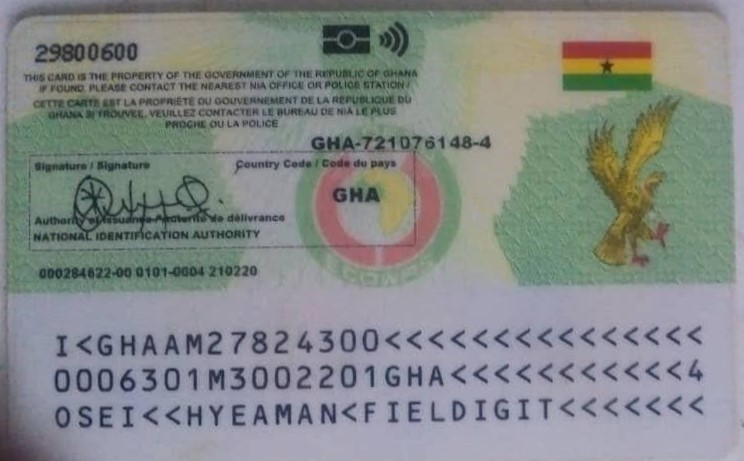 29800600
THIS CARD IS THE PROPERTY OF THE GOVERNMENT OF THE REPUBLIC OF GHANA
IF FOUND, PLEASE CONTACT THE NEAREST NIA OFFICE OR POLICE STATION /
CETTE CARTE EST LA PROPRIÉTÉ DU GOUVERNEMENT DE LA RÉPUBLIQUE DU
GHANA SI TROUVÉE, VEUILLEZ CONTACTER LE BUREAU DE NIA LE PLUS
PROCHE OU LA POLICE
GHA-721076148-4
Signature / Signature
Country Code / Code du pays
GHA
Authority of Issuance de délivrance
NATIONAL IDENTIFICATION AUTHORITY
000284622-00 0101-0004 210220
ECOWAS
I<GHAAM27824300<<<<<<<<<<<<<<<
0006301M3002201GHA<<<<<<<<<<<4
OSEI<<HYEAMAN<FIELDIGIT<<<<<<<